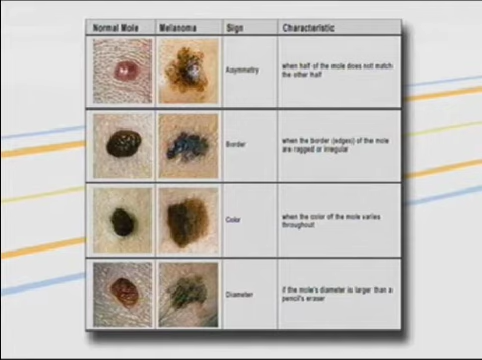 Normal Mole Melanoma Sign Characteristic
Asymmetry
when half of the mole does not match
the other half
Border
when the border (edges) of the mole
are ragged or irregular
Color
when the color of the mole varies
throughout
Diameter
if the mole's diameter is larger than a
pencil's eraser